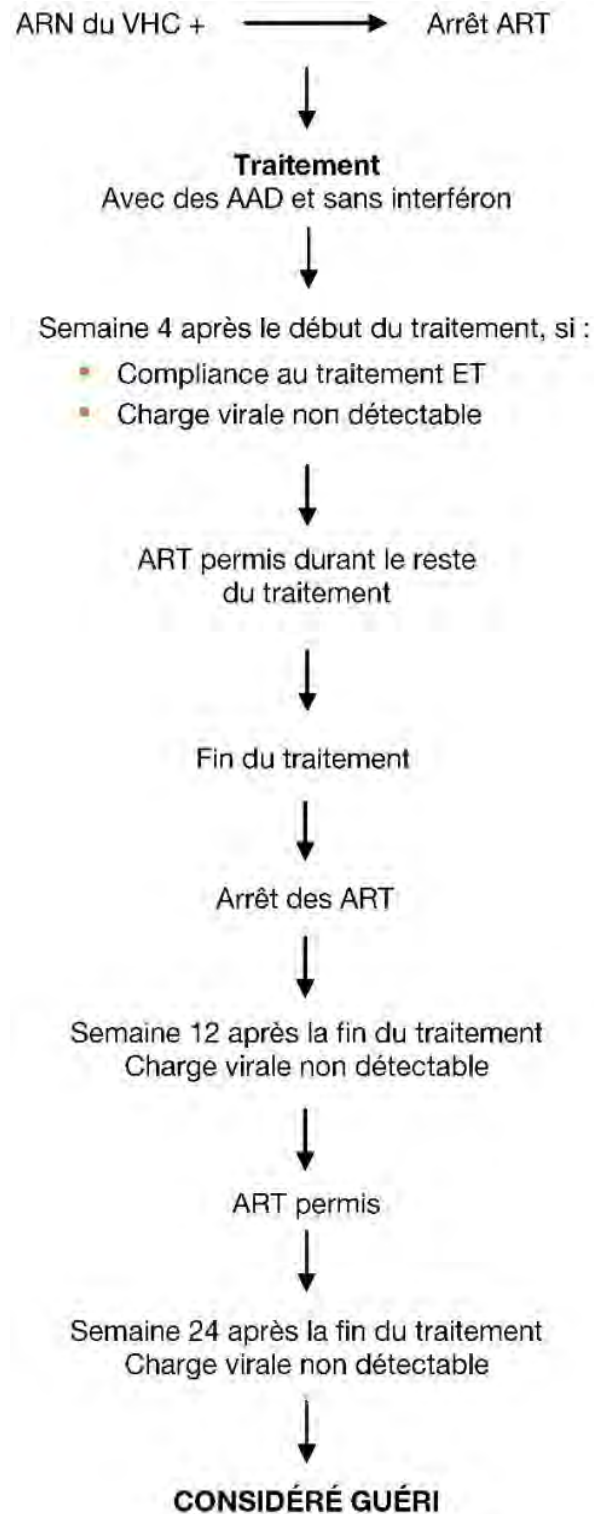 ARN du VHC + Arrêt ART
Traitement
Avec des AAD et sans interféron
Semaine 4 après le début du traitement, si :
• Compliance au traitement ET
• Charge virale non détectable
ART permis durant le reste
du traitement
Fin du traitement
Arrêt des ART
Semaine 12 après la fin du traitement
Charge virale non détectable
ART permis
Semaine 24 après la fin du traitement
Charge virale non détectable
CONSIDÉRÉ GUÉRI